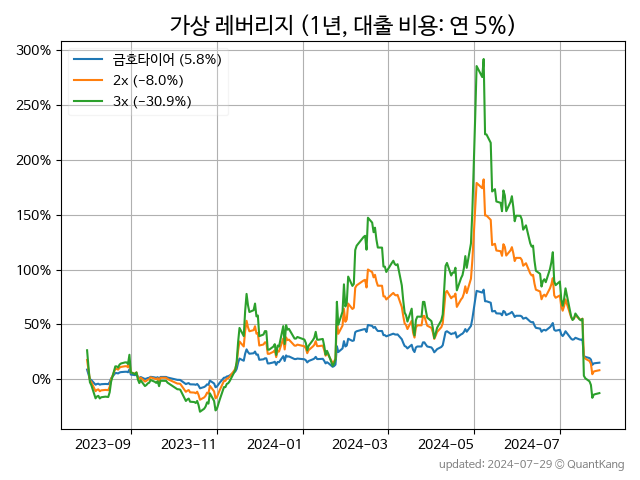 가상 레버리지 (1년, 대출 비용: 연 5%)
300%
250%
200%
150%
100%
50%
0%
금호타이어 (5.8%)
2x (-8.0%)
3x (-30.9%)
2023-09
2023-11
2024-01
2024-03
2024-05
2024-07
updated: 2024-07-29 © QuantKang